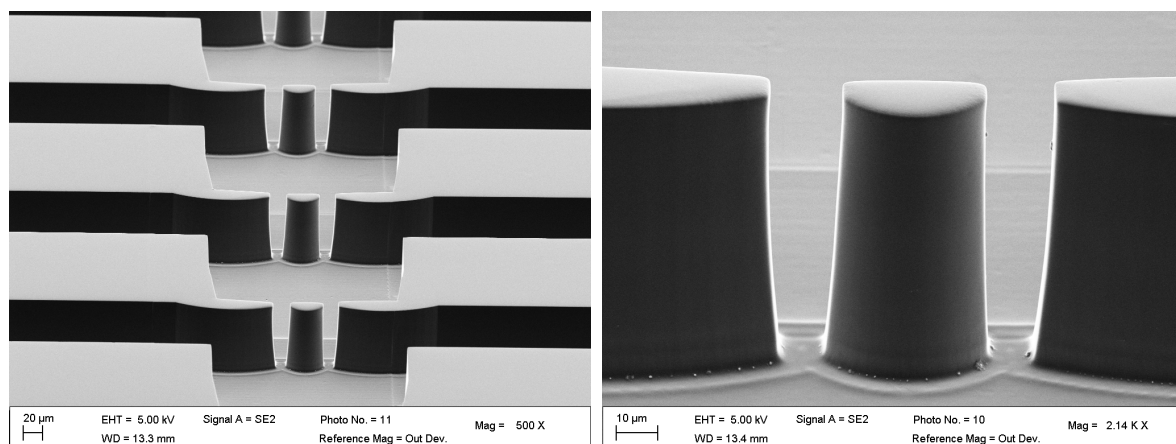 20 µm
EHT = 5.00 kV Signal A = SE2 Photo No. = 11 Mag = 500 X
WD = 13.3 mm Reference Mag = Out Dev.
10 µm
EHT = 5.00 kV Signal A = SE2 Photo No. = 10 Mag = 2.14 K X
WD = 13.4 mm Reference Mag = Out Dev.